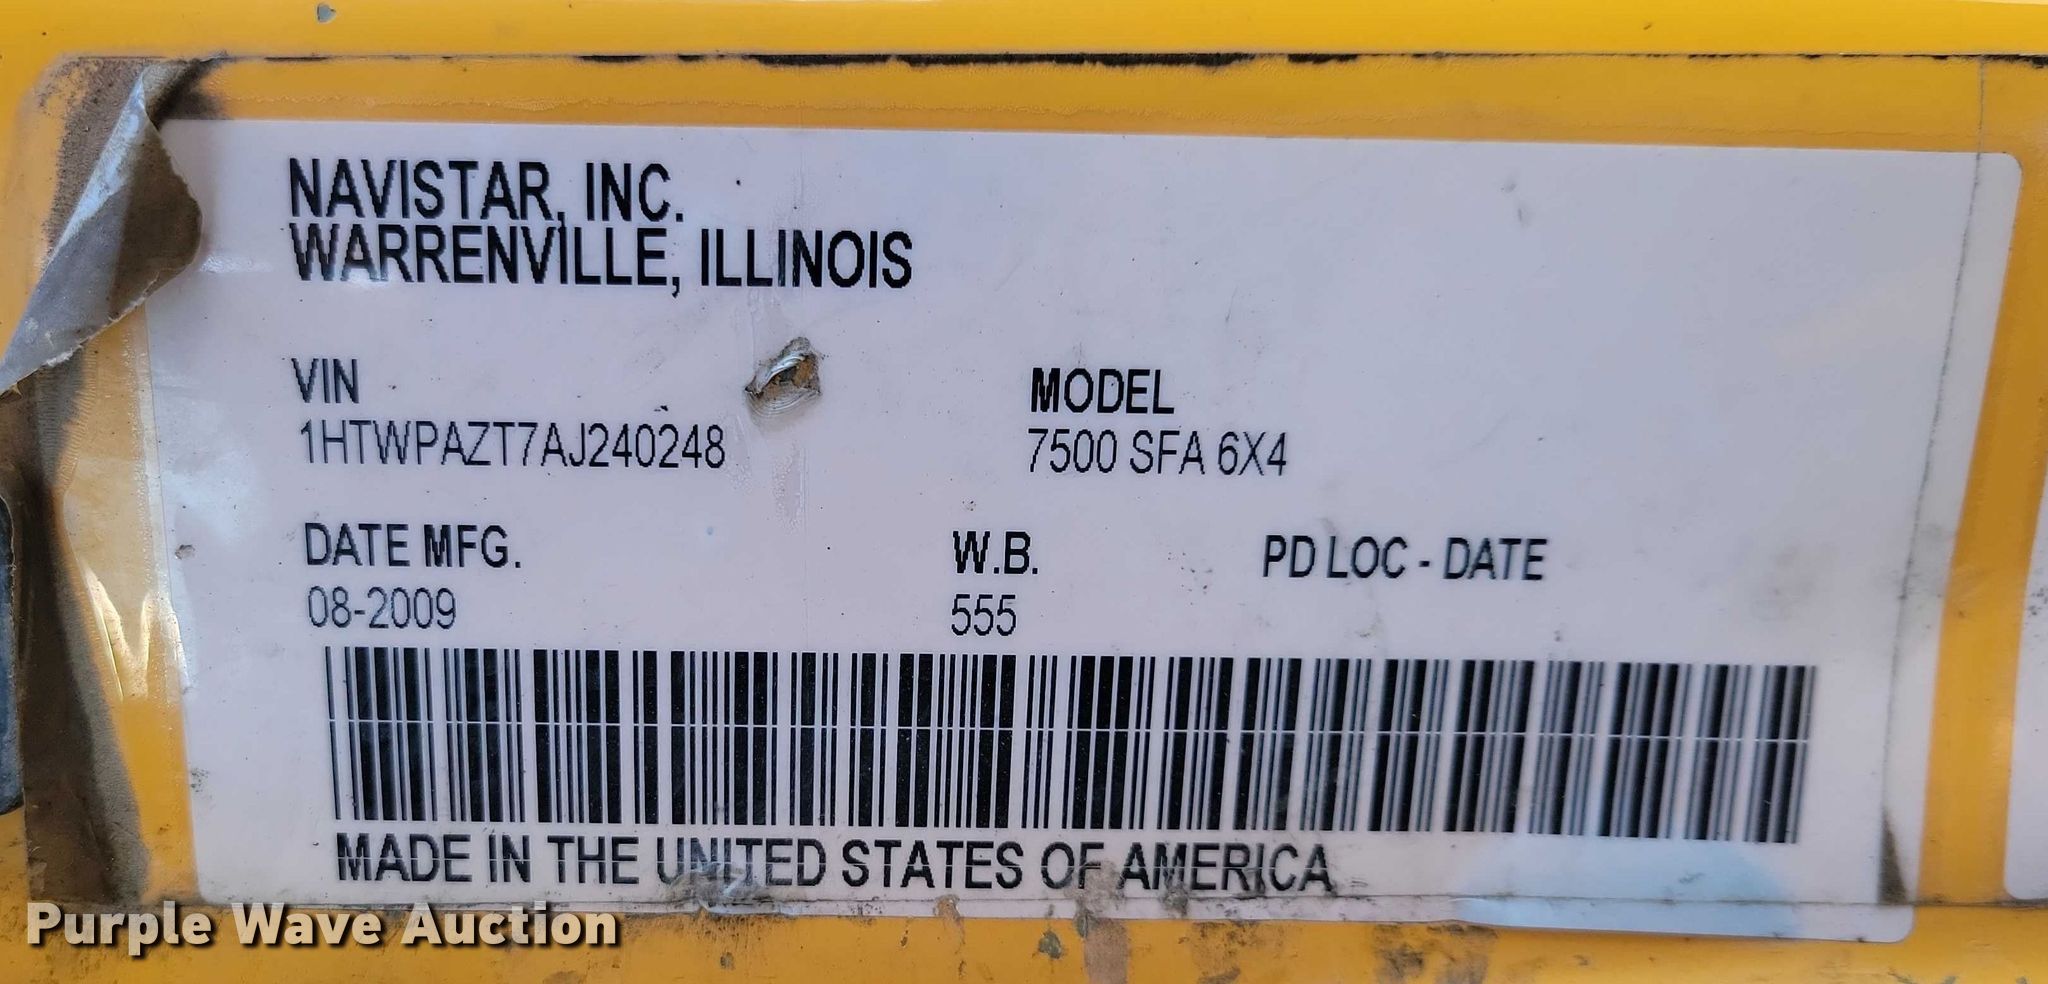 NAVISTAR, INC.
WARRENVILLE, ILLINOIS
VIN
1HTWPAZT7AJ240248
MODEL
7500 SFA 6X4
DATE MFG.
08-2009
W.B.
555
PD LOC - DATE
MADE IN THE UNITED STATES OF AMERICA
Purple Wave Auction